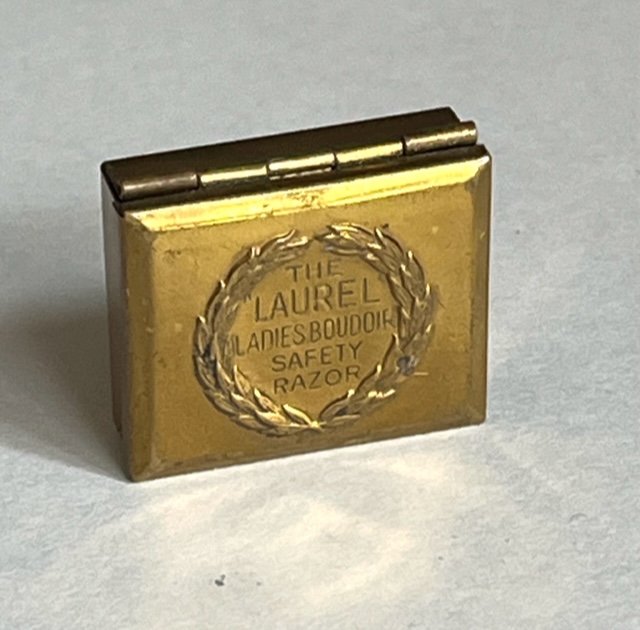 THE
"LAUREL
LADIES BOUDOIR
SAFETY
RAZOR